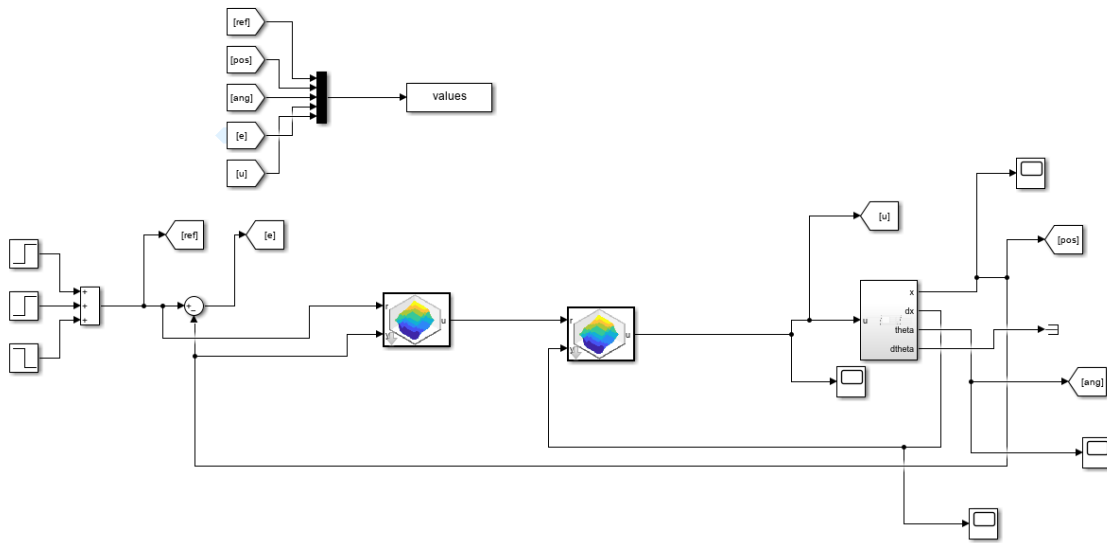 [ref]
[pos]
[ang]
[e]
[u]
values
[ref]
[e]
+
+
+
+
−
r
y
u
r
y
u
[u]
u
x
dx
theta
dtheta
[pos]
[ang]